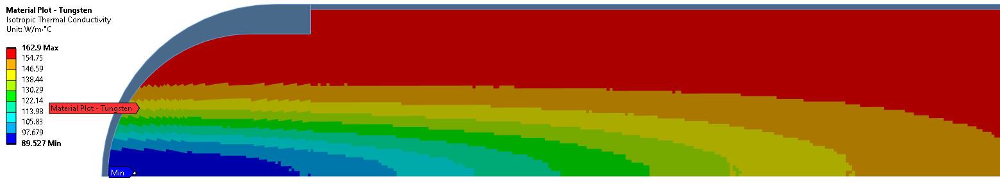 Material Plot - Tungsten
Isotropic Thermal Conductivity
Unit: W/m·°C
162.9 Max
154.75
146.59
138.44
130.29
122.14
113.98
105.83
97.679
89.527 Min
Material Plot - Tungsten
Min